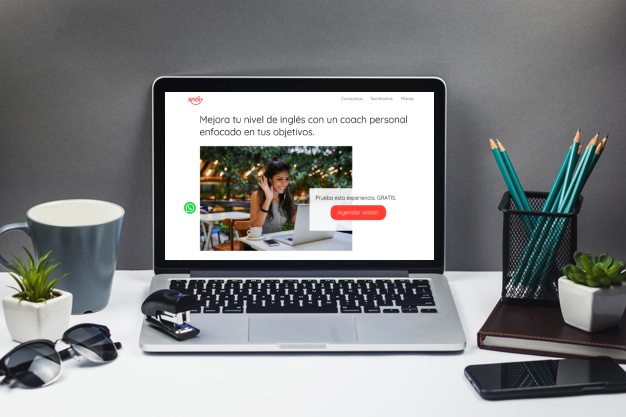 andi
Conócenos Testimonios Precios
Mejora tu nivel de inglés con un coach personal
enfocado en tus objetivos.
Prueba esta experiencia, GRATIS.
Agendar sesión